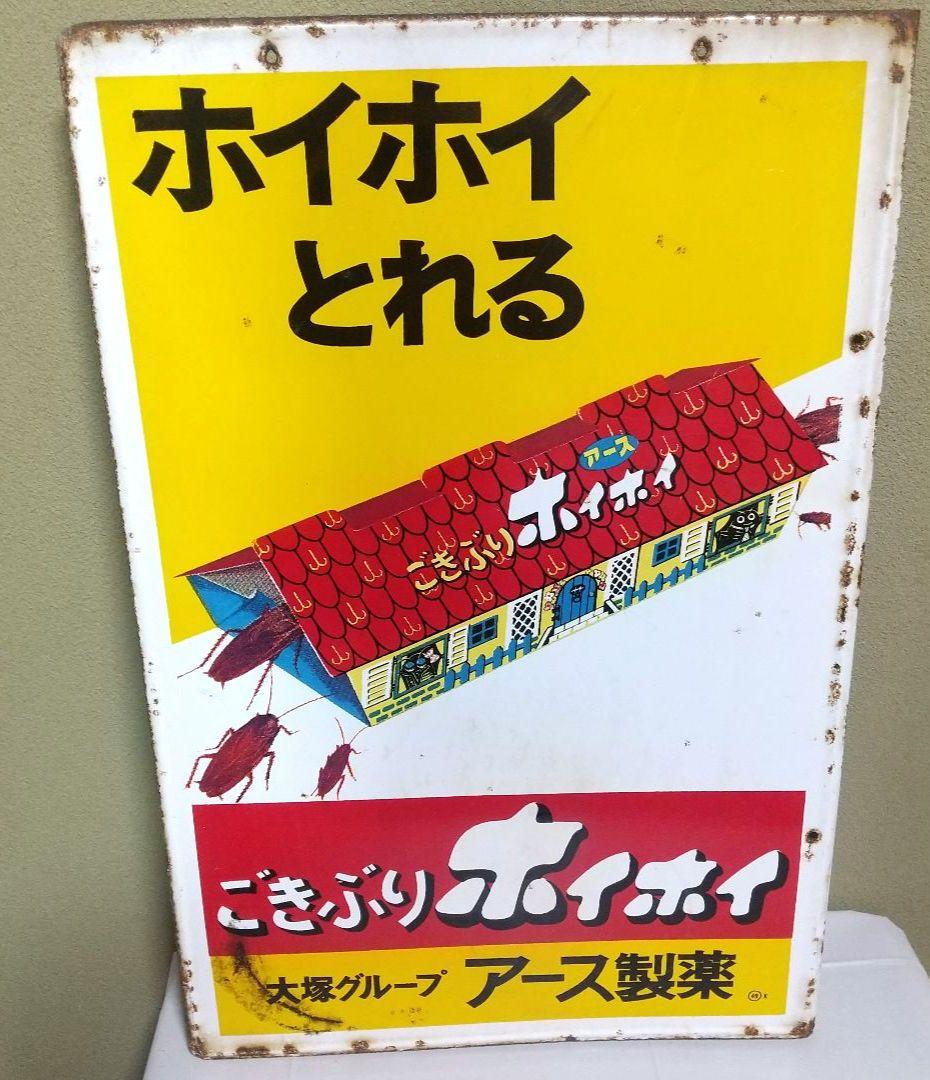 ホイホイ
とれる
アース
ごきぶりホイホイ
ごきぶりホイホイ
大塚グループ アース製薬